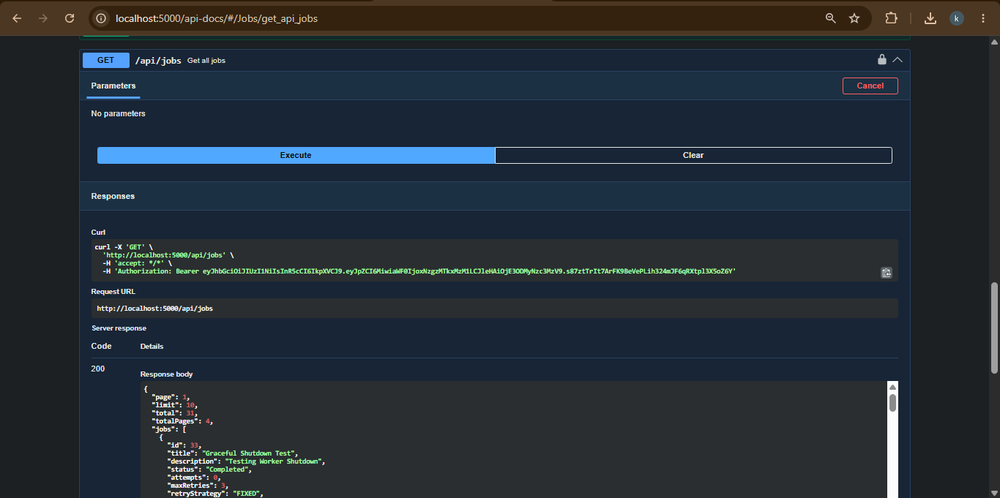 localhost:5000/api-docs/#/Jobs/get_api_jobs
k
GET /api/jobs Get all jobs
Parameters
Cancel
No parameters
Execute
Clear
Responses
Curl
curl -X 'GET' \
'http://localhost:5000/api/jobs' \
-H 'accept: */*' \
-H 'Authorization: Bearer eyJhbGciOiJIUzI1NiIsInR5cCI6IkpXVCJ9.eyJpZCI6MiwiaWF0IjoxNzgzMTkxMzM1LCJleHAiOjE3ODMyNzc3MzV9.s87ztTrIt7ArFK9BeVePLih324mJF6qRXtpl3X5oZ6Y'
Request URL
http://localhost:5000/api/jobs
Server response
Code Details
200
Response body
{
"page": 1,
"limit": 10,
"total": 31,
"totalPages": 4,
"jobs": [
{
"id": 33,
"title": "Graceful Shutdown Test",
"description": "Testing Worker Shutdown",
"status": "Completed",
"attempts": 0,
"maxRetries": 3,
"retryStrategy": "FIXED",